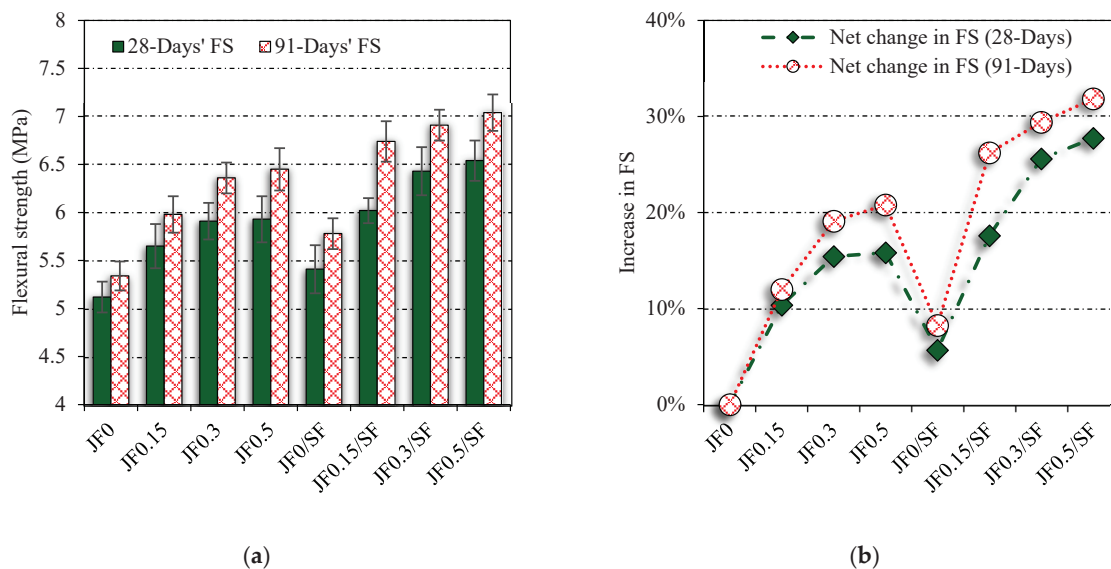 Flexural strength (MPa)
8
7.5
7
6.5
6
5.5
5
4.5
4
28-Days' FS
91-Days' FS
JF0
JF0.15
JF0.3
JF0.5
JF0/SF
JF0.15/SF
JF0.3/SF
JF0.5/SF
(a)
Increase in FS
40%
30%
20%
10%
0%
Net change in FS (28-Days)
Net change in FS (91-Days)
JF0
JF0.15
JF0.3
JF0.5
JF0/SF
JF0.15/SF
JF0.3/SF
JF0.5/SF
(b)